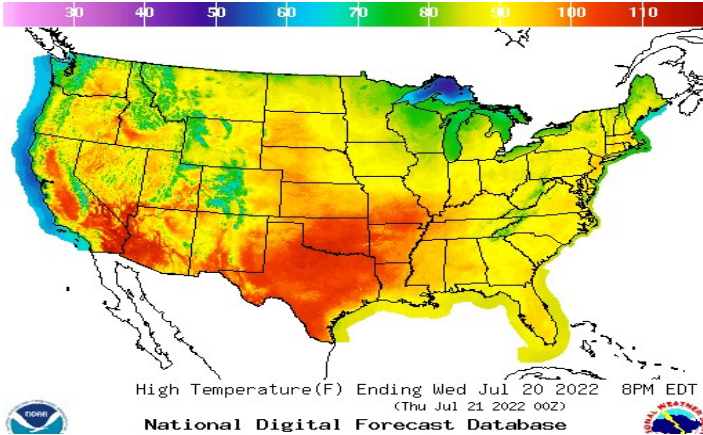 30 40 50 60 70 80 90 100 110
High Temperature(F) Ending Wed Jul 20 2022 8PM EDT
(Thu Jul 21 2022 00Z)
National Digital Forecast Database
NOAA